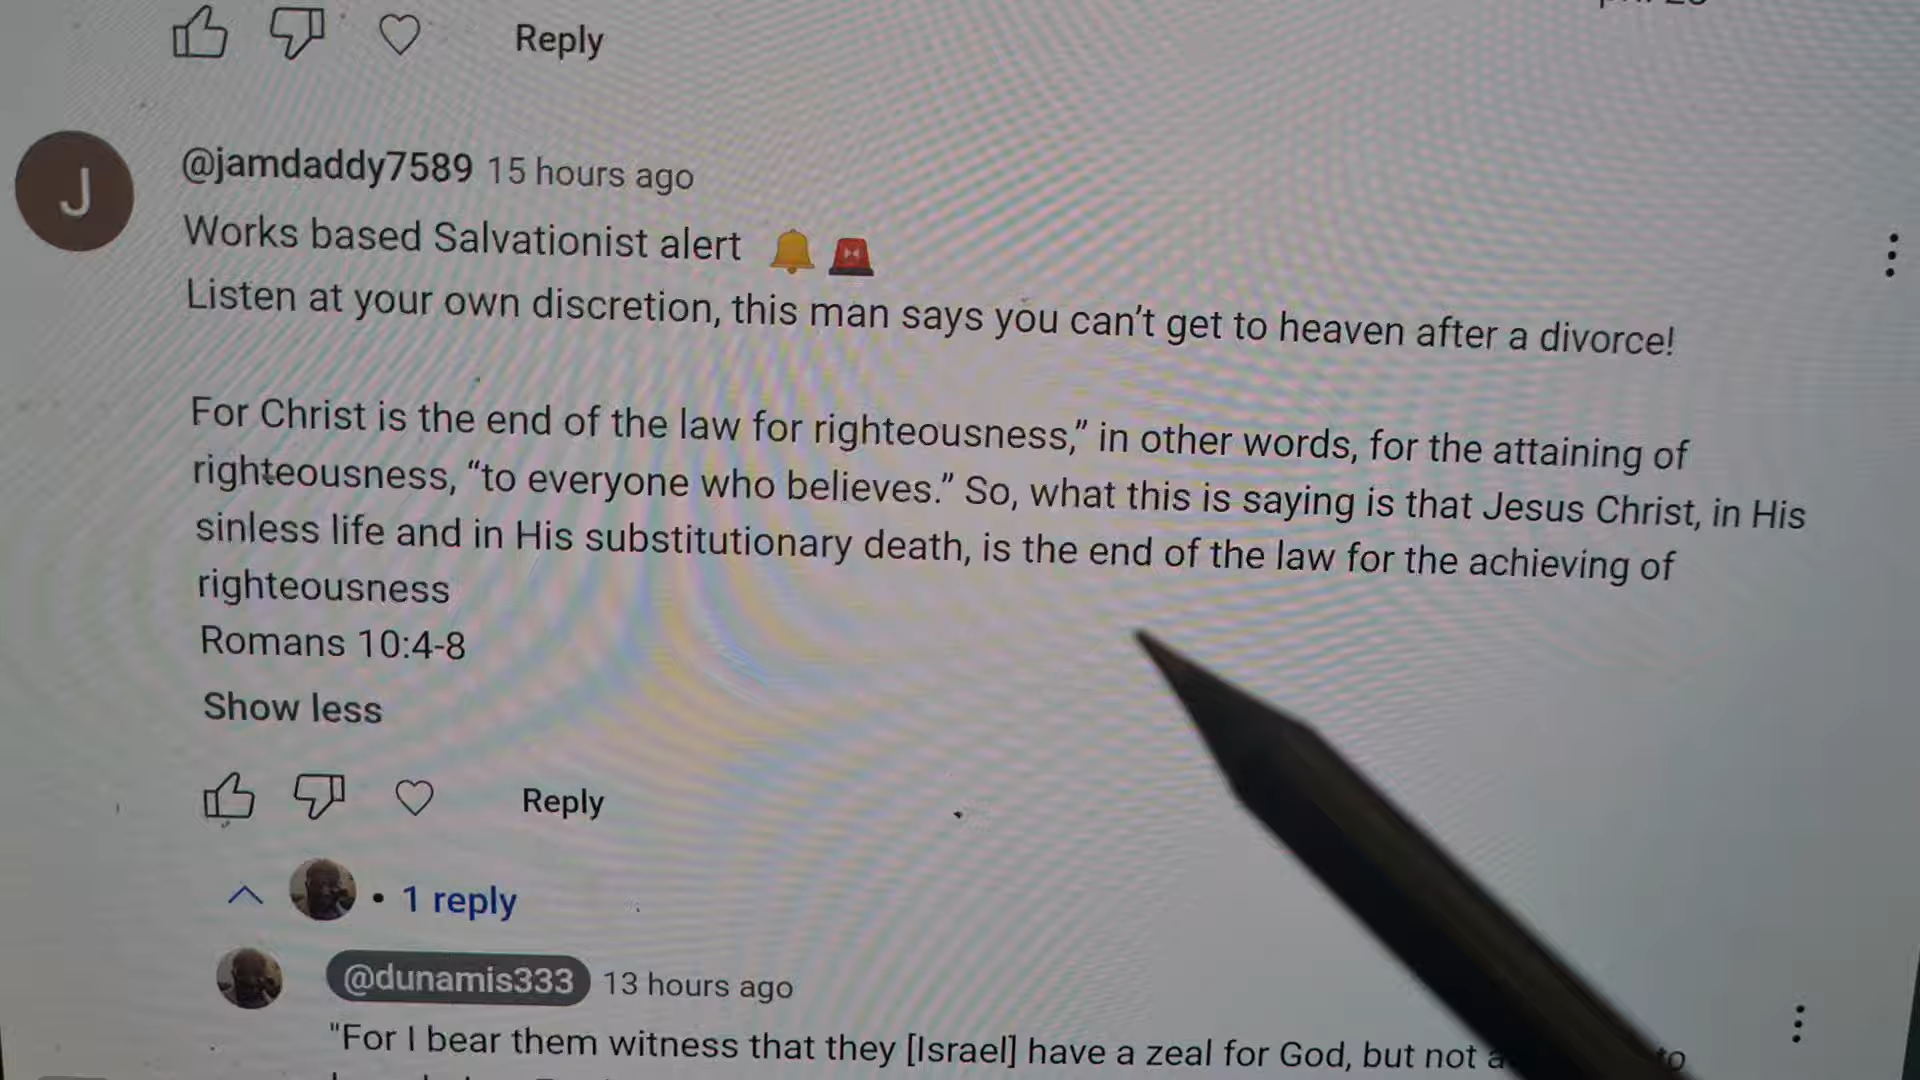 Reply
@jamdaddy7589 15 hours ago
Works based Salvationist alert
Listen at your own discretion, this man says you can't get to heaven after a divorce!
For Christ is the end of the law for righteousness,” in other words, for the attaining of
righteousness, “to everyone who believes.” So, what this is saying is that Jesus Christ, in His
sinless life and in His substitutionary death, is the end of the law for the achieving of
righteousness
Romans 10:4-8
Show less
Reply
1 reply
@dunamis333 13 hours ago
"For I bear them witness that they [Israel] have a zeal for God, but not to